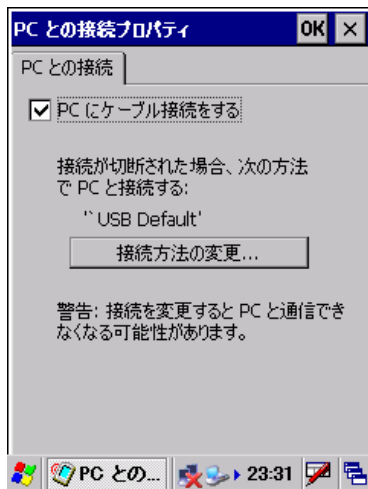 PC との接続プロパティ OK ×
PC との接続
PC にケーブル接続をする
接続が切断された場合、次の方法
で PC と接続する:
'`USB Default'
接続方法の変更...
警告: 接続を変更すると PC と通信でき
なくなる可能性があります。
PC との... 23:31